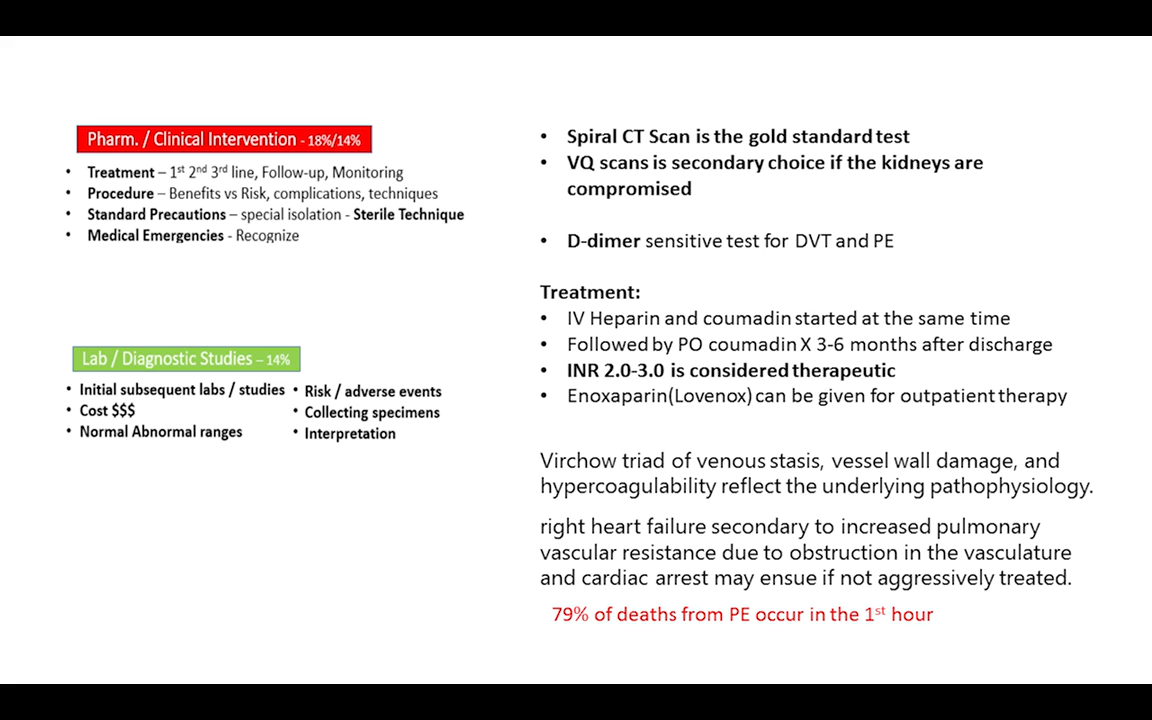 Pharm. / Clinical Intervention - 18%/14%
• Treatment – 1st 2nd 3rd line, Follow-up, Monitoring
• Procedure – Benefits vs Risk, complications, techniques
• Standard Precautions – special isolation - Sterile Technique
• Medical Emergencies - Recognize
Lab / Diagnostic Studies – 14%
• Initial subsequent labs / studies
• Cost $$$
• Normal Abnormal ranges
• Risk / adverse events
• Collecting specimens
• Interpretation
• Spiral CT Scan is the gold standard test
• VQ scans is secondary choice if the kidneys are
compromised
• D-dimer sensitive test for DVT and PE
Treatment:
• IV Heparin and coumadin started at the same time
• Followed by PO coumadin X 3-6 months after discharge
• INR 2.0-3.0 is considered therapeutic
• Enoxaparin(Lovenox) can be given for outpatient therapy
Virchow triad of venous stasis, vessel wall damage, and
hypercoagulability reflect the underlying pathophysiology.
right heart failure secondary to increased pulmonary
vascular resistance due to obstruction in the vasculature
and cardiac arrest may ensue if not aggressively treated.
79% of deaths from PE occur in the 1st hour